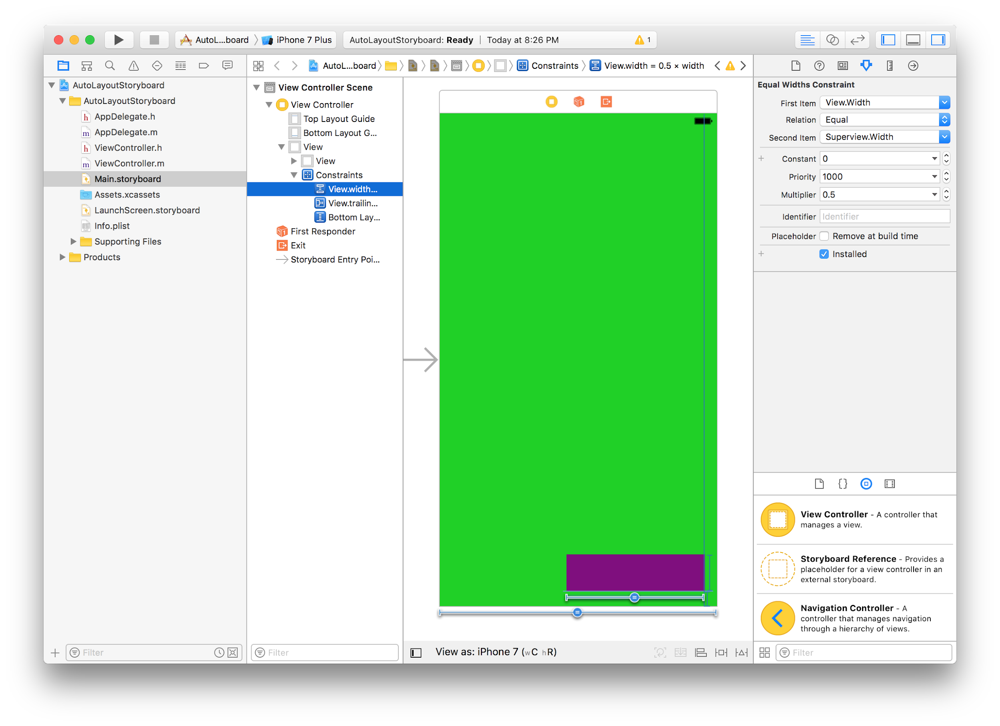 AutoL...board
iPhone 7 Plus
AutoLayoutStoryboard: Ready
Today at 8:26 PM
1
AutoL...board
Constraints
View.width = 0.5 × width
AutoLayoutStoryboard
AutoLayoutStoryboard
h AppDelegate.h
m AppDelegate.m
h ViewController.h
m ViewController.m
Main.storyboard
Assets.xcassets
LaunchScreen.storyboard
Info.plist
Supporting Files
Products
Filter
View Controller Scene
View Controller
Top Layout Guide
Bottom Layout G...
View
View
Constraints
View.width...
View.trailin...
Bottom Lay...
First Responder
Exit
Storyboard Entry Poi...
Filter
View as: iPhone 7 (wC hR)
Equal Widths Constraint
First Item View.Width
Relation Equal
Second Item Superview.Width
Constant 0
Priority 1000
Multiplier 0.5
Identifier Identifier
Placeholder Remove at build time
Installed
View Controller - A controller that
manages a view.
Storyboard Reference - Provides a
placeholder for a view controller in an
external storyboard.
Navigation Controller - A
controller that manages navigation
through a hierarchy of views.
Filter